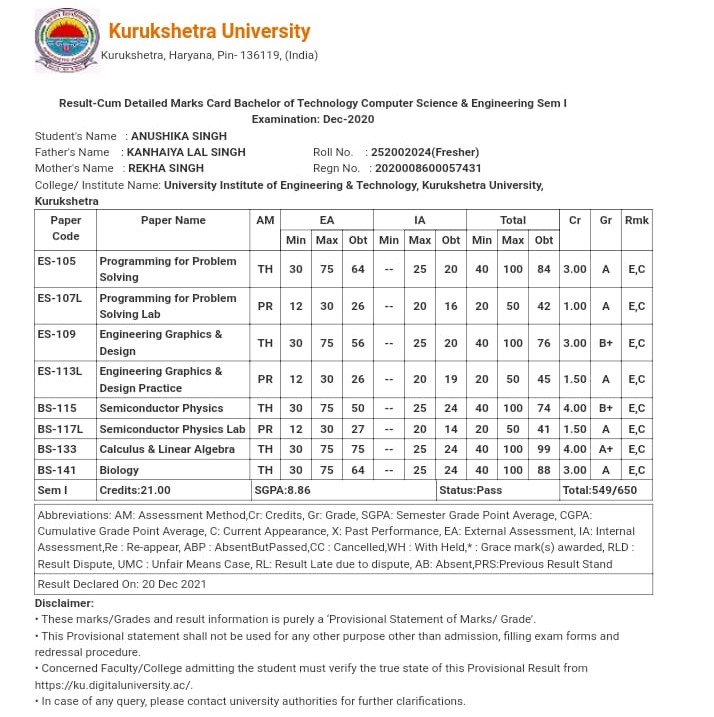 Kurukshetra University
Kurukshetra, Haryana, Pin- 136119, (India)
Result-Cum Detailed Marks Card Bachelor of Technology Computer Science & Engineering Sem I
Examination: Dec-2020
Student's Name : ANUSHIKA SINGH
Father's Name : KANHAIYA LAL SINGH Roll No. : 252002024(Fresher)
Mother's Name : REKHA SINGH Regn No. : 2020008600057431
College/ Institute Name: University Institute of Engineering & Technology, Kurukshetra University,
Kurukshetra
Paper Code Paper Name AM EA IA Total Cr Gr Rmk
Min Max Obt Min Max Obt Min Max Obt
ES-105 Programming for Problem Solving TH 30 75 64 -- 25 20 40 100 84 3.00 A E,C
ES-107L Programming for Problem Solving Lab PR 12 30 26 -- 20 16 20 50 42 1.00 A E,C
ES-109 Engineering Graphics & Design TH 30 75 56 -- 25 20 40 100 76 3.00 B+ E,C
ES-113L Engineering Graphics & Design Practice PR 12 30 26 -- 20 19 20 50 45 1.50 A E,C
BS-115 Semiconductor Physics TH 30 75 50 -- 25 24 40 100 74 4.00 B+ E,C
BS-117L Semiconductor Physics Lab PR 12 30 27 -- 20 14 20 50 41 1.50 A E,C
BS-133 Calculus & Linear Algebra TH 30 75 75 -- 25 24 40 100 99 4.00 A+ E,C
BS-141 Biology TH 30 75 64 -- 25 24 40 100 88 3.00 A E,C
Sem I Credits:21.00 SGPA:8.86 Status:Pass Total:549/650
Abbreviations: AM: Assessment Method,Cr: Credits, Gr: Grade, SGPA: Semester Grade Point Average, CGPA:
Cumulative Grade Point Average, C: Current Appearance, X: Past Performance, EA: External Assessment, IA: Internal
Assessment,Re : Re-appear, ABP : AbsentButPassed,CC : Cancelled,WH : With Held,* : Grace mark(s) awarded, RLD :
Result Dispute, UMC : Unfair Means Case, RL: Result Late due to dispute, AB: Absent,PRS:Previous Result Stand
Result Declared On: 20 Dec 2021
Disclaimer:
• These marks/Grades and result information is purely a 'Provisional Statement of Marks/ Grade'.
• This Provisional statement shall not be used for any other purpose other than admission, filling exam forms and
redressal procedure.
• Concerned Faculty/College admitting the student must verify the true state of this Provisional Result from
https://ku.digitaluniversity.ac/.
• In case of any query, please contact university authorities for further clarifications.